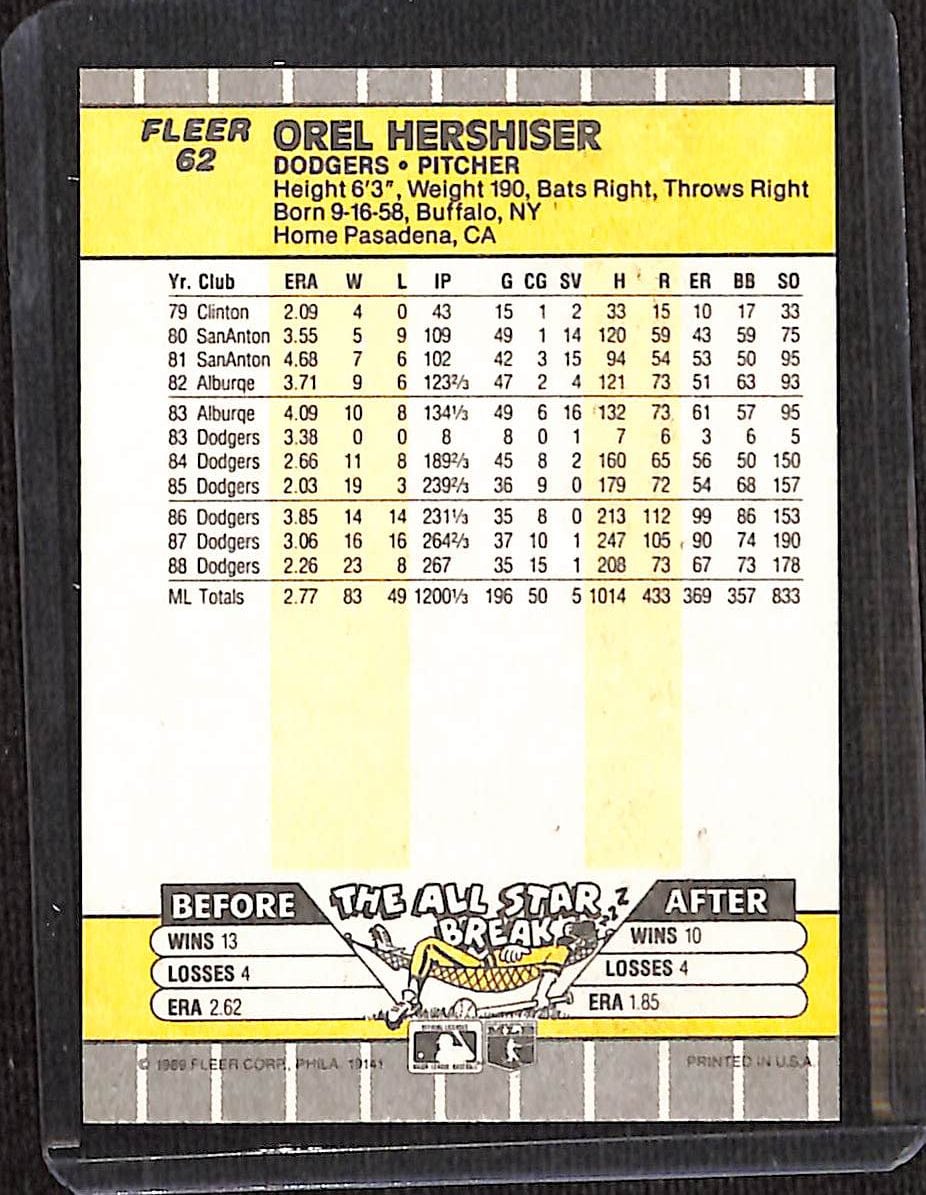 FLEER
62
OREL HERSHISER
DODGERS • PITCHER
Height 6'3", Weight 190, Bats Right, Throws Right
Born 9-16-58, Buffalo, NY
Home Pasadena, CA
Yr. Club ERA W L IP G CG SV H R ER BB SO
79 Clinton 2.09 4 0 43 15 1 2 33 15 10 17 33
80 SanAnton 3.55 5 9 109 49 1 14 120 59 43 59 75
81 SanAnton 4.68 7 6 102 42 3 15 94 54 53 50 95
82 Alburqe 3.71 9 6 123⅔ 47 2 4 121 73 51 63 93
83 Alburqe 4.09 10 8 134⅓ 49 6 16 132 73 61 57 95
83 Dodgers 3.38 0 0 8 8 0 1 7 6 3 6 5
84 Dodgers 2.66 11 8 189⅔ 45 8 2 160 65 56 50 150
85 Dodgers 2.03 19 3 239⅔ 36 9 0 179 72 54 68 157
86 Dodgers 3.85 14 14 231⅓ 35 8 0 213 112 99 86 153
87 Dodgers 3.06 16 16 264⅔ 37 10 1 247 105 90 74 190
88 Dodgers 2.26 23 8 267 35 15 1 208 73 67 73 178
ML Totals 2.77 83 49 1200⅓ 196 50 5 1014 433 369 357 833
BEFORE
WINS 13
LOSSES 4
ERA 2.62
THE ALL STAR
BREAK
ZZZ
AFTER
WINS 10
LOSSES 4
ERA 1.85
© 1989 FLEER CORP., PHILA. 19141
PRINTED IN U.S.A.